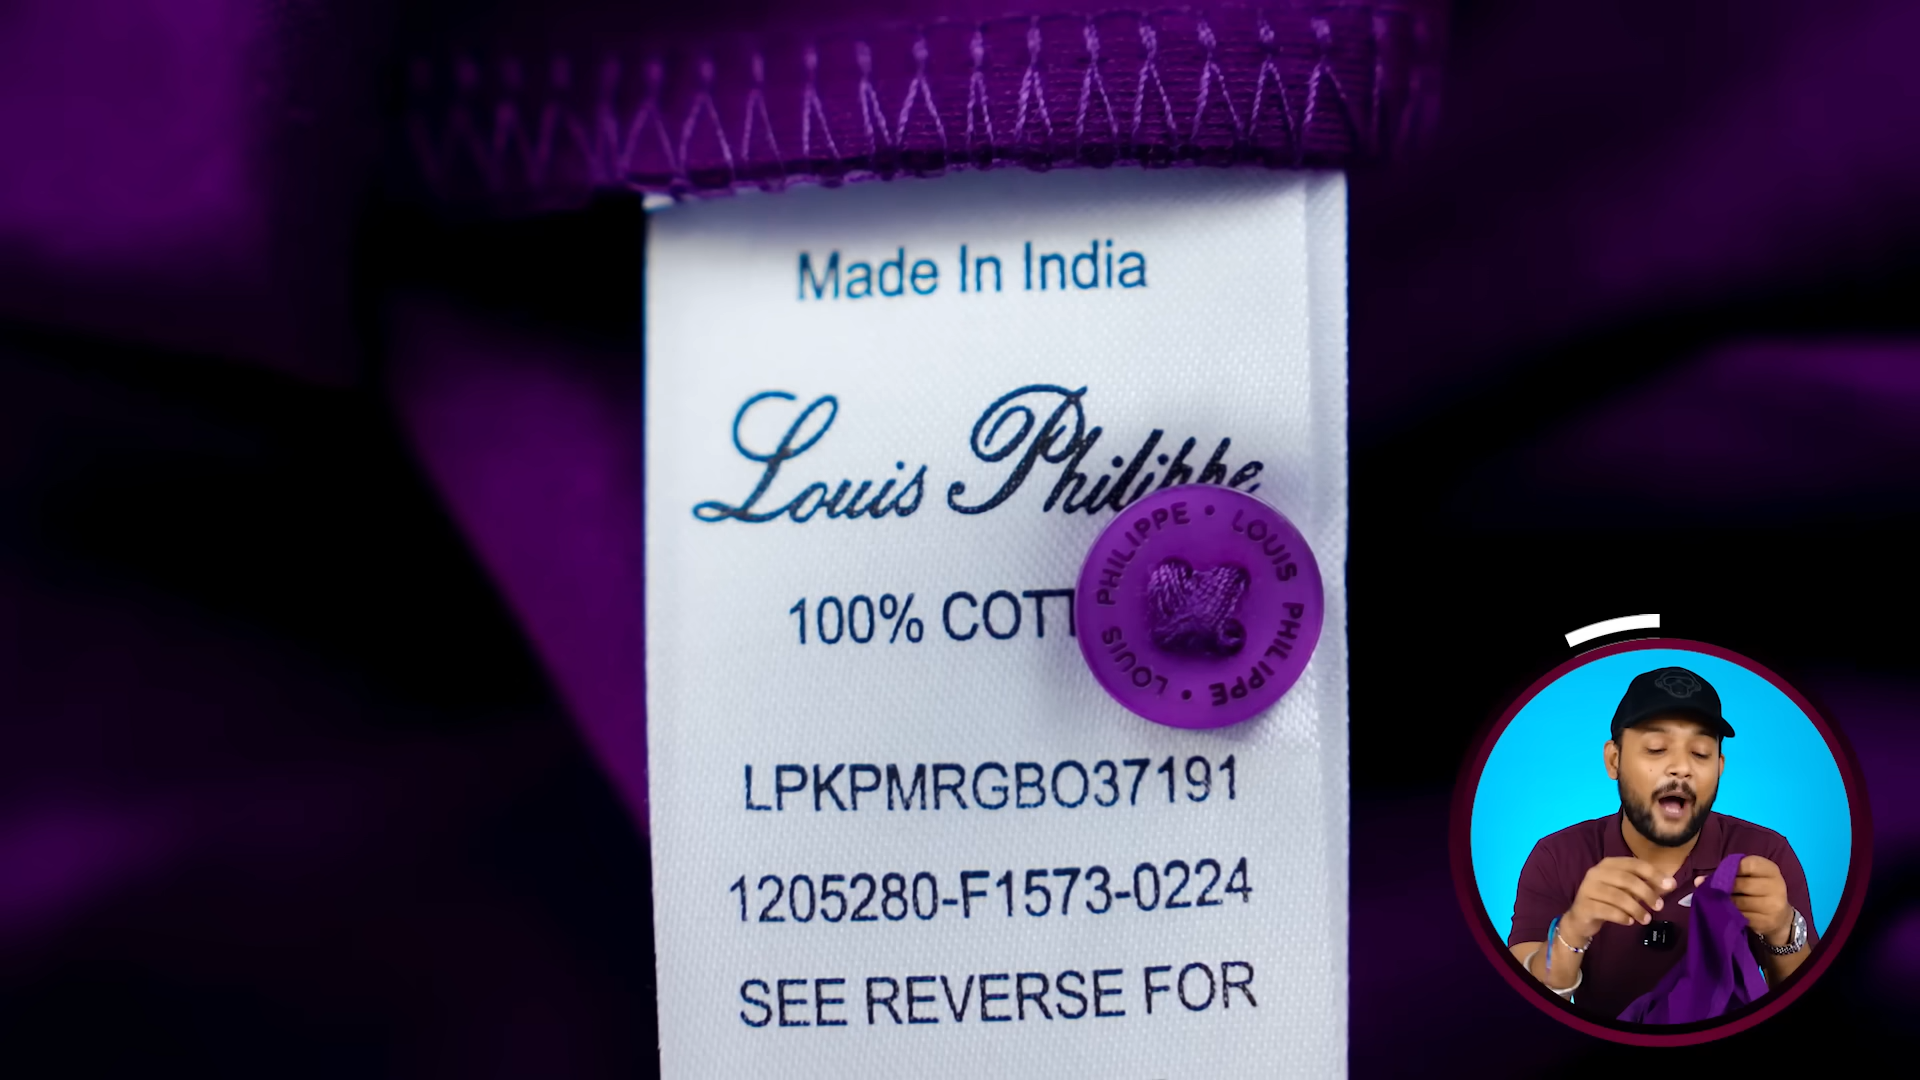 Made In India
Louis Philippe
100% COTT
PHILIPPE • LOUIS PHILIPPE • LOUIS
LPKPMRGBO37191
1205280-F1573-0224
SEE REVERSE FOR